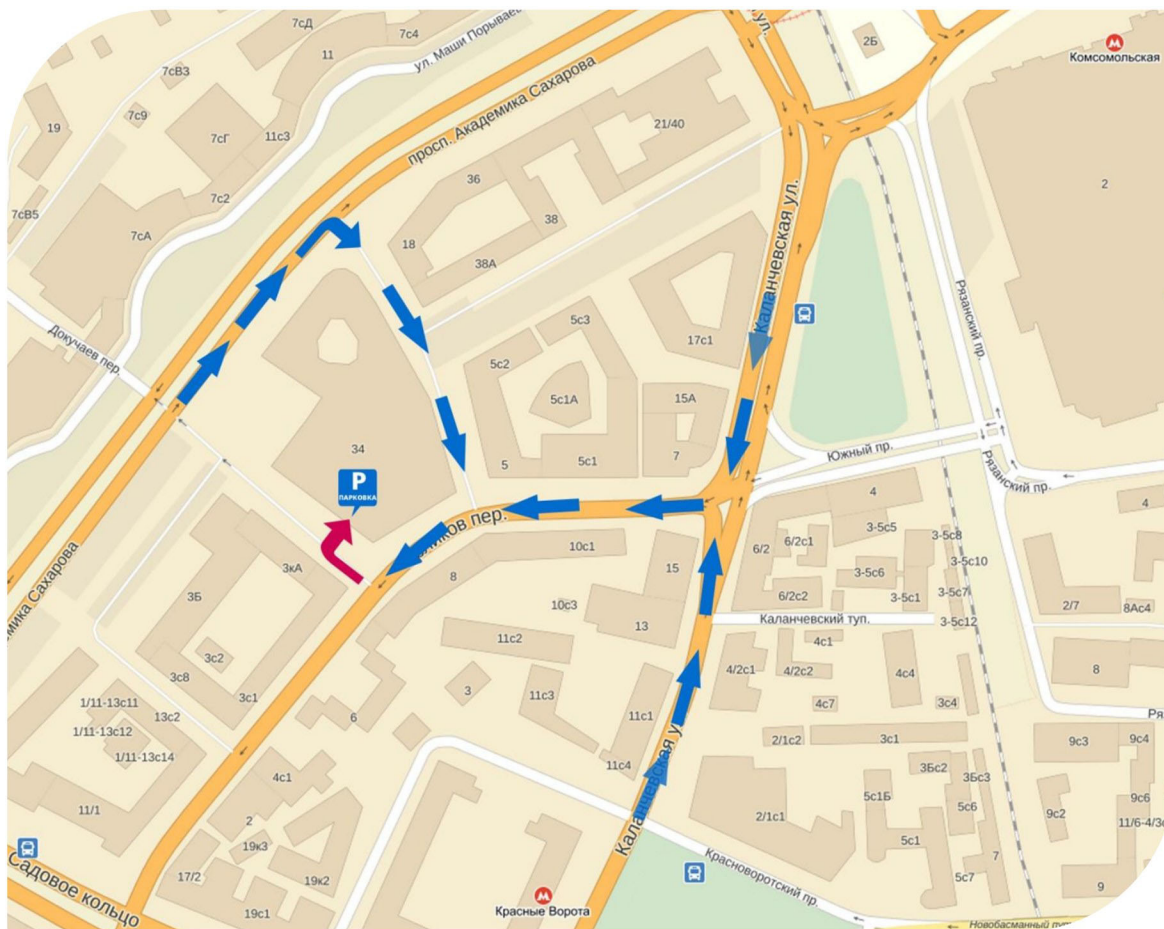 7сД
11
7с4
ул. Маши Порываево
7сВ3
7с9
19
7сГ
11с3
7с2
7сВ5
7сА
просп. Академика Сахарова
ул.
2Б
Комсомольская
2
36
21/40
38
18
38А
Каланчевская ул.
Каланчевская ул.
Рязанский пр.
Докучаев пер.
5с3
5с2
17с1
5с1А
15А
34
5
5с1
7
Южный пр.
Рязанский пр.
P
ПАРКОВКА
4
4
3-5с5
3-5с8
6/2
6/2с1
3-5с10
3-5с6
3-5с7
6/2с2
3-5с1
3-5с12
2/7
8Ас4
пер.
10с1
8
15
3кА
3Б
10с3
13
Каланчевский туп.
11с2
4с1
4/2с1
4/2с2
4с4
8
3с2
3с8
3с1
3
11с3
11с1
4с7
3с4
1/11-13с11
13с2
1/11-13с12
1/11-13с14
6
2/1с2
3с1
9с3
9с4
11с4
4с1
3Бс2
3Бс3
11/1
2
5с1Б
5с6
9с2
9с6
2/1с1
5с1
19к3
Каланчевская
7
17/2
19к2
5с7
Красноворотский пр.
9
Садовое кольцо
19с1
Красные Ворота